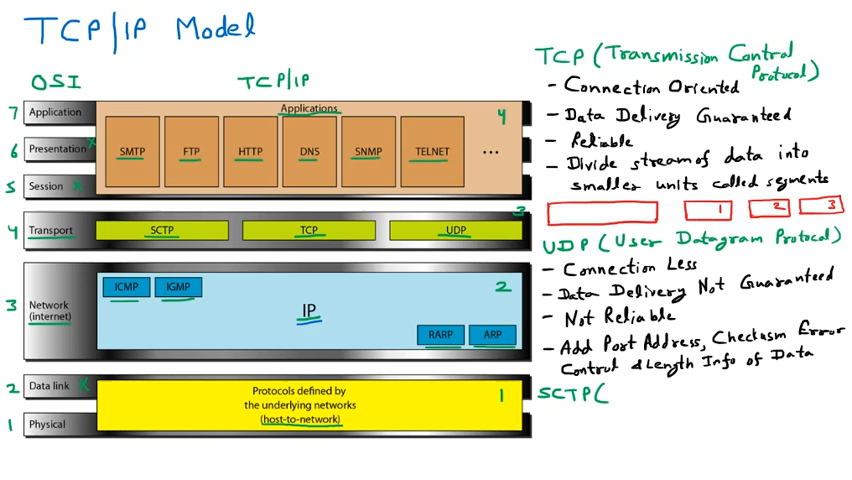 TCP/IP Model
OSI
TCP/IP
7 Application
6 Presentation x
5 Session x
Applications
4
SMTP FTP HTTP DNS SNMP TELNET ...
4 Transport
3
SCTP TCP UDP
3 Network
(internet)
2
ICMP IGMP
IP
RARP ARP
2 Data link x
1 Physical
Protocols defined by
the underlying networks
(host-to-network)
1
TCP (Transmission Control
Protocol)
- Connection Oriented
- Data Delivery Guaranteed
- Reliable
- Divide stream of data into
smaller units called segments
1 2 3
UDP (User Datagram Protocol)
- Connection Less
- Data Delivery Not Guaranteed
- Not Reliable
- Add Port Address, Checksm Error
Control & Length Info of Data
SCTP(